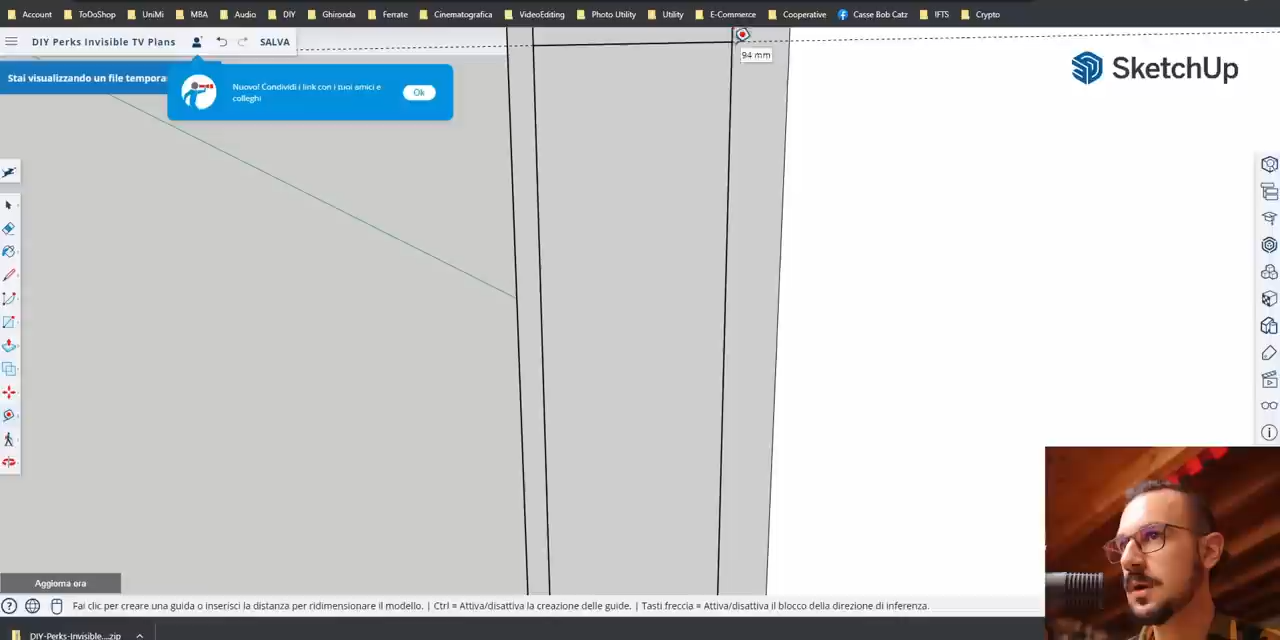 Account ToDoShop UniMi MBA Audio DIY Ghironda Ferrate Cinematografica VideoEditing Photo Utility Utility E-Commerce Cooperative Casse Bob Catz IFTS Crypto
DIY Perks Invisible TV Plans SALVA
94 mm
SketchUp
Stai visualizzando un file tempora
Nuovo! Condividi i link con i tuoi amici e
colleghi
Ok
Aggiorna ora
Fai clic per creare una guida o inserisci la distanza per ridimensionare il modello. | Ctrl = Attiva/disattiva la creazione delle guide. | Tasti freccia = Attiva/disattiva il blocco della direzione di inferenza.
DIY-Perks-Invisible....zip